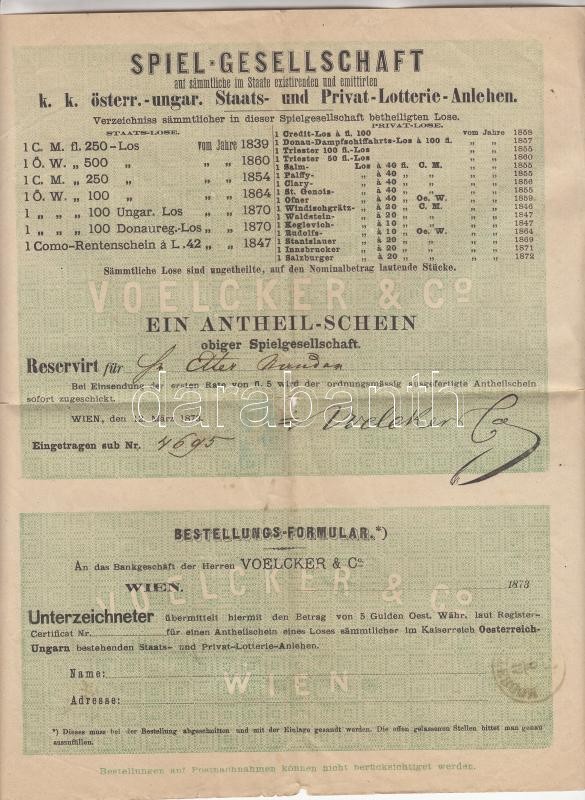 SPIEL-GESELLSCHAFT
auf sämmtliche im Staate existirenden und emittirten
k. k. österr.-ungar. Staats- und Privat-Lotterie-Anlehen.
Verzeichniss sämmtlicher in dieser Spielgesellschaft betheiligten Lose.
STAATS-LOSE.
1 C. M. fl. 250-Los vom Jahre 1839
1 Ö. W. „ 500 „ „ „ 1860
1 C. M. „ 250 „ „ „ 1854
1 Ö. W. „ 100 „ „ „ 1864
1 „ „ „ 100 Ungar. Los „ „ 1870
1 „ „ „ 100 Donaureg.-Los „ „ 1870
1 Como-Rentenschein á L. 42 „ „ 1847
PRIVAT-LOSE.
1 Credit-Los à fl. 100 vom Jahre 1858
1 Donau-Dampfschiffahrts-Los à 100 fl. „ „ 1857
1 Triester 100 fl.-Los „ „ 1855
1 Triester 50 fl.-Los „ „ 1860
1 Salm- Los à 40 fl. C. M. „ „ 1855
1 Palffy- „ à 40 „ „ „ „ 1855
1 Clary- „ à 40 „ „ „ „ 1856
1 St. Genois- „ à 40 „ „ „ „ 1855
1 Ofner „ à 40 „ Oe. W. „ „ 1859
1 Windischgrätz- „ à 20 „ C. M. „ „ 1846
1 Waldstein- „ à 20 „ „ „ „ 1847
1 Keglevich- „ à 10 „ „ „ „ 1847
1 Rudolfs- „ à 10 „ Oe. W. „ „ 1864
1 Stanislauer „ à 20 „ „ „ „ 1869
1 Innsbrucker „ à 20 „ „ „ „ 1871
1 Salzburger „ à 20 „ „ „ „ 1872
Sämmtliche Lose sind ungetheilte, auf den Nominalbetrag lautende Stücke.
VOELCKER & Co
EIN ANTHEIL-SCHEIN
obiger Spielgesellschaft.
Reservirt für
Bei Einsendung der ersten Rate von fl. 5 wird der ordnungsmässig ausgefertigte Antheilschein
sofort zugeschickt.
darabanth
WIEN, den 12. März 1873.
Voelcker Co
Eingetragen sub Nr. 4695
BESTELLUNGS-FORMULAR.*)
An das Bankgeschäft der Herren VOELCKER & Co.
VOELCKER & Co
WIEN. 1873
Unterzeichneter übermittelt hiermit den Betrag von 5 Gulden Oest. Währ. laut Register-
Certificat Nr. für einen Antheilschein eines Loses sämmtlicher im Kaiserreich Oesterreich-
Ungarn bestehenden Staats- und Privat-Lotterie-Anlehen.
WIEN
Name:
Adresse:
*) Dieses muss bei der Bestellung abgeschnitten und mit der Einlage gesandt werden. Die offen gelassenen Stellen bittet man genau
auszufüllen.
Bestellungen auf Postnachnahmen können nicht berücksichtiget werden.